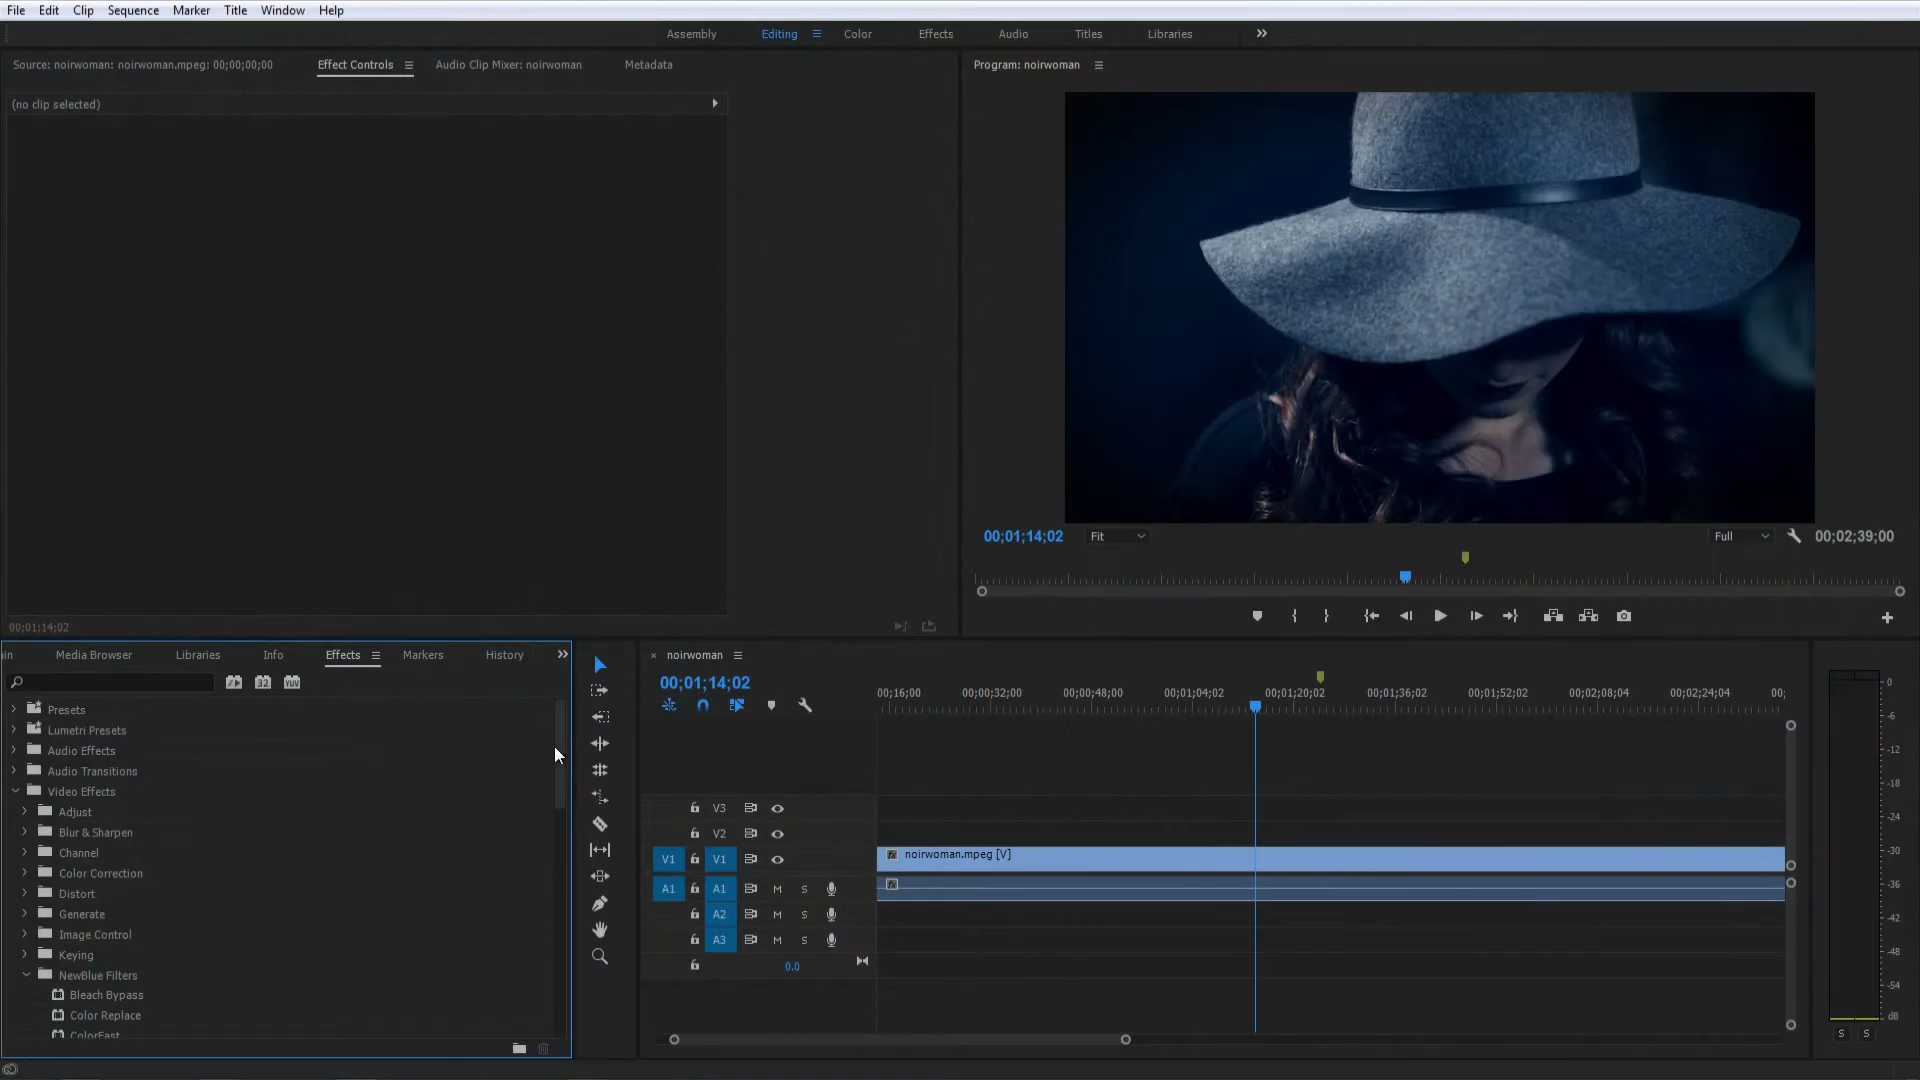 File Edit Clip Sequence Marker Title Window Help
Assembly Editing Color Effects Audio Titles Libraries
Source: noirwoman: noirwoman.mpeg: 00;00;00;00 Effect Controls Audio Clip Mixer: noirwoman Metadata
Program: noirwoman
(no clip selected)
00;01;14;02 Fit Full 00;02;39;00
00;01;14;02
Media Browser Libraries Info Effects Markers History
noirwoman
00;01;14;02
32 YUV
00;16;00 00;00;32;00 00;00;48;00 00;01;04;02 00;01;20;02 00;01;36;02 00;01;52;02 00;02;08;04 00;02;24;04 00;
Presets
Lumetri Presets
Audio Effects
Audio Transitions
Video Effects
Adjust
Blur & Sharpen
Channel
Color Correction
Distort
Generate
Image Control
Keying
NewBlue Filters
Bleach Bypass
Color Replace
ColorFast
V3
V2
V1 V1 noirwoman.mpeg [V]
A1 A1 M S fx
A2 M S
A3 M S
0.0
0
-6
-12
-18
-24
-30
-36
-42
-48
-54
dB
S S